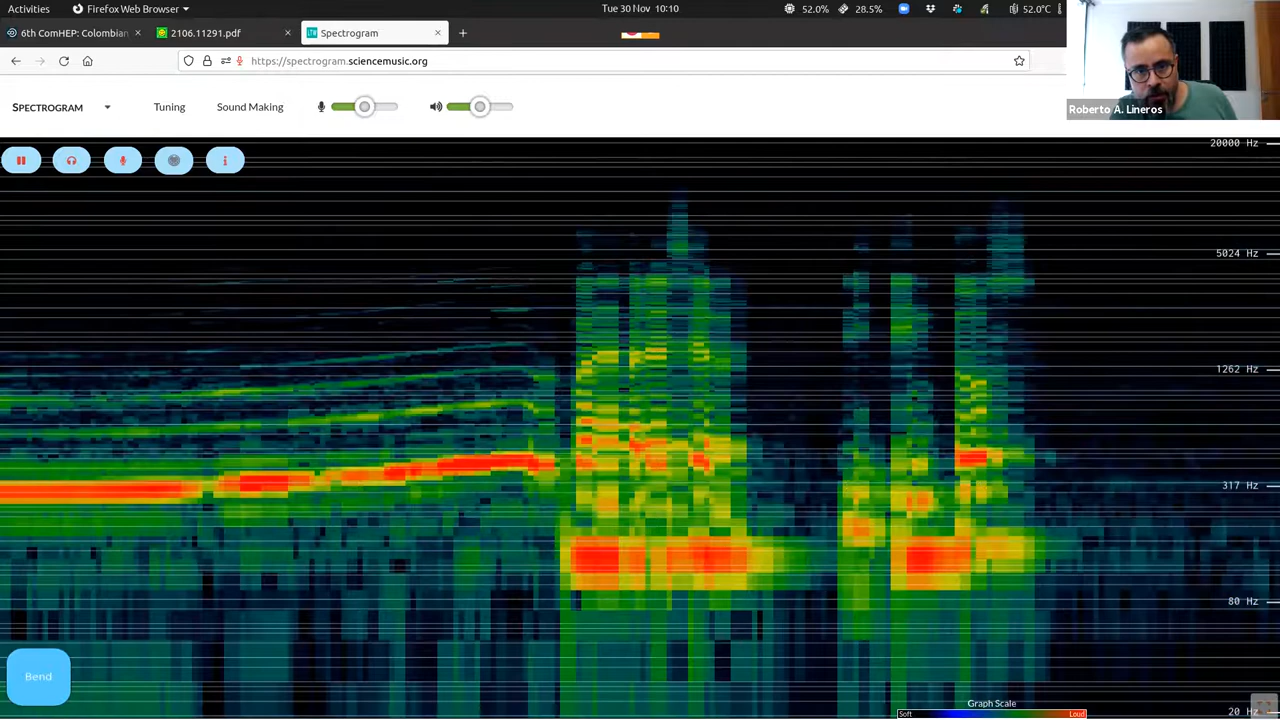 Activities Firefox Web Browser Tue 30 Nov 10:10 52.0% 28.5% 52.0°C
6th ComHEP: Colombian 2106.11291.pdf Spectrogram
https://spectrogram.sciencemusic.org
Roberto A. Lineros
SPECTROGRAM Tuning Sound Making
20000 Hz
5024 Hz
1262 Hz
317 Hz
80 Hz
Bend
Graph Scale
Soft Loud
20 Hz